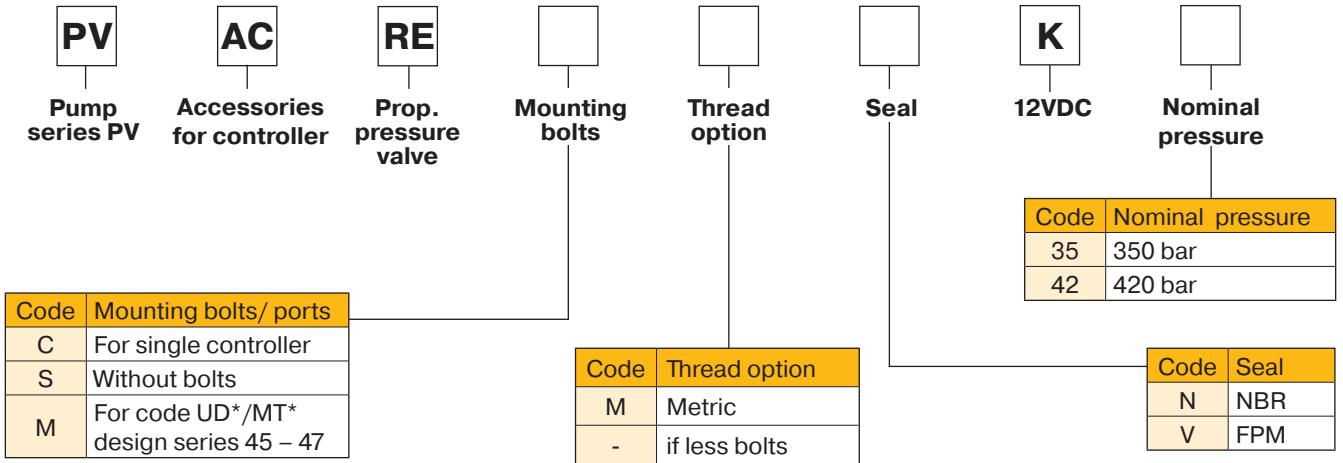 PV AC RE K
Pump series PV
Accessories for controller
Prop. pressure valve
Mounting bolts
Thread option
Seal
12VDC
Nominal pressure
Code Nominal pressure
35 350 bar
42 420 bar
Code Mounting bolts/ ports
C For single controller
S Without bolts
M For code UD*/MT*
design series 45 – 47
Code Thread option
M Metric
- if less bolts
Code Seal
N NBR
V FPM